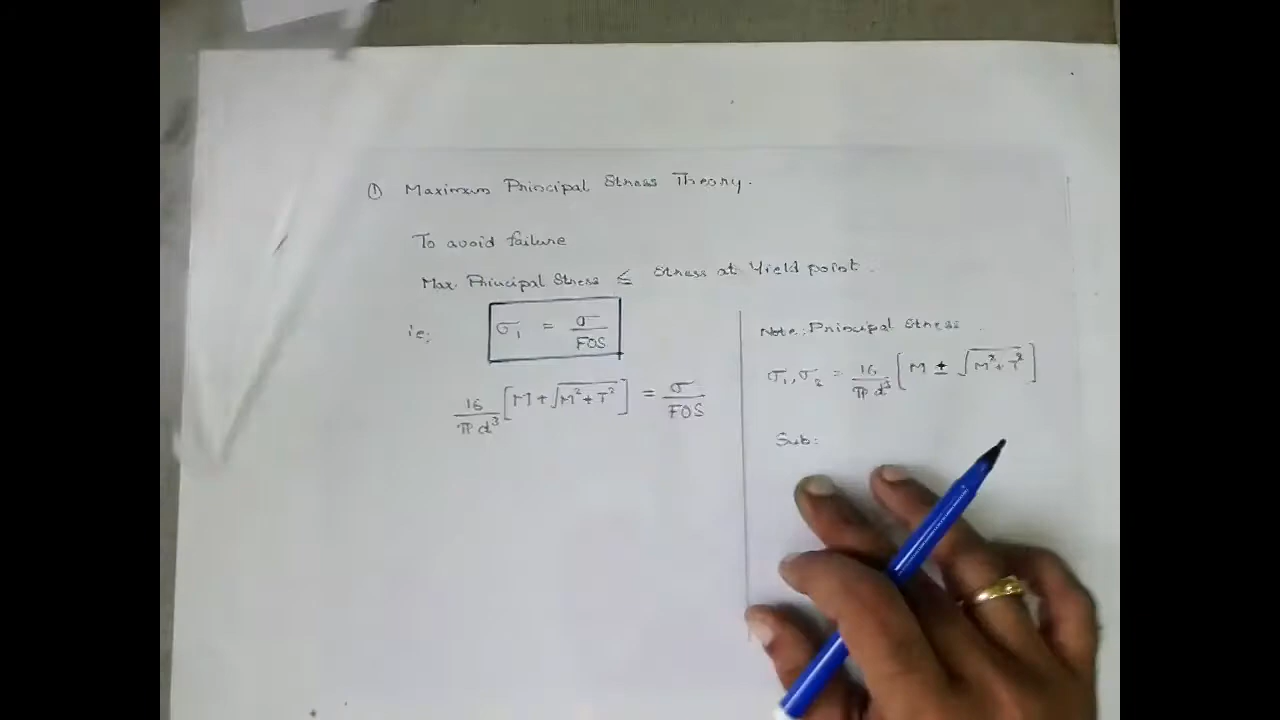 ① Maximum Principal Stress Theory.
To avoid failure
Max. Principal Stress ≤ Stress at Yield point.
ie; σ₁ = σ/FOS
16/πd³ [M + √(M² + T²)] = σ/FOS
Note: Principal Stress
σ₁, σ₂ = 16/πd³ [M ± √(M² + T²)]
Sub: